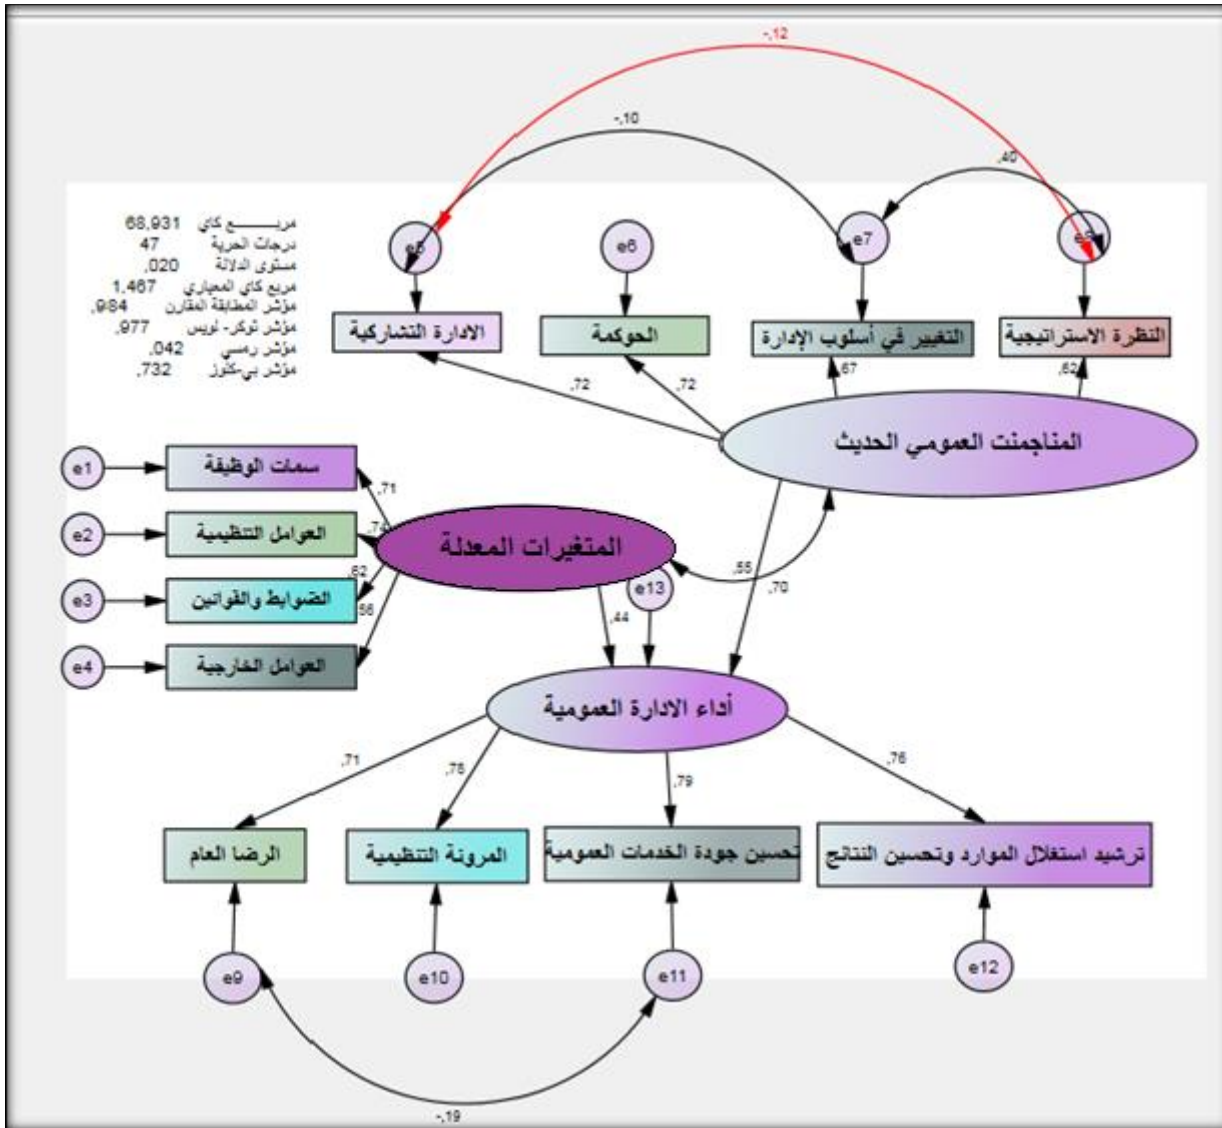 -,12
-,10
,40
مربـــــع كاي 68,931
درجات الحرية 47
مستوى الدلالة ,020
مربع كاي المعياري 1.467
مؤشر المطابقة المقارن ,984
مؤشر توكر- لويس ,977
مؤشر رمسي ,042
مؤشر بي-كلوز ,732
e6
e7
الادارة التشاركية
الحوكمة
التغيير في أسلوب الإدارة
النظرة الاستراتيجية
,72
,72
,67
,62
المناجمنت العمومي الحديث
e1
سمات الوظيفة
,71
e2
العوامل التنظيمية
,74
المتغيرات المعدلة
e3
الضوابط والقوانين
,62
e13
,55
,70
,56
,44
e4
العوامل الخارجية
أداء الادارة العمومية
,71
,79
,76
الرضا العام
المرونة التنظيمية
تحسين جودة الخدمات العمومية
ترشيد استغلال الموارد وتحسين النتائج
e9
e10
e11
e12
-,19